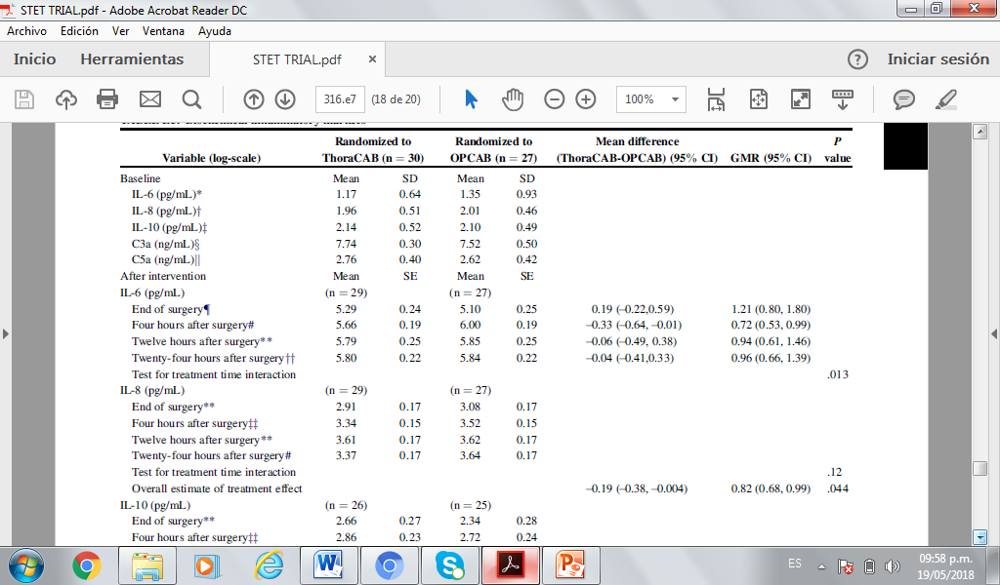 STET TRIAL.pdf - Adobe Acrobat Reader DC
Archivo Edición Ver Ventana Ayuda
Inicio Herramientas STET TRIAL.pdf × ? Iniciar sesión
316.e7 (18 de 20) 100%
Randomized to Randomized to Mean difference P
Variable (log-scale) ThoraCAB (n = 30) OPCAB (n = 27) (ThoraCAB-OPCAB) (95% CI) GMR (95% CI) value
Baseline Mean SD Mean SD
IL-6 (pg/mL)* 1.17 0.64 1.35 0.93
IL-8 (pg/mL)† 1.96 0.51 2.01 0.46
IL-10 (pg/mL)‡ 2.14 0.52 2.10 0.49
C3a (ng/mL)§ 7.74 0.30 7.52 0.50
C5a (ng/mL)|| 2.76 0.40 2.62 0.42
After intervention Mean SE Mean SE
IL-6 (pg/mL) (n = 29) (n = 27)
End of surgery¶ 5.29 0.24 5.10 0.25 0.19 (–0.22,0.59) 1.21 (0.80, 1.80)
Four hours after surgery# 5.66 0.19 6.00 0.19 –0.33 (–0.64, –0.01) 0.72 (0.53, 0.99)
Twelve hours after surgery** 5.79 0.25 5.85 0.25 –0.06 (–0.49, 0.38) 0.94 (0.61, 1.46)
Twenty-four hours after surgery†† 5.80 0.22 5.84 0.22 –0.04 (–0.41,0.33) 0.96 (0.66, 1.39)
Test for treatment time interaction .013
IL-8 (pg/mL) (n = 29) (n = 27)
End of surgery** 2.91 0.17 3.08 0.17
Four hours after surgery‡‡ 3.34 0.15 3.52 0.15
Twelve hours after surgery** 3.61 0.17 3.62 0.17
Twenty-four hours after surgery# 3.37 0.17 3.64 0.17
Test for treatment time interaction .12
Overall estimate of treatment effect –0.19 (–0.38, –0.004) 0.82 (0.68, 0.99) .044
IL-10 (pg/mL) (n = 26) (n = 25)
End of surgery** 2.66 0.27 2.34 0.28
Four hours after surgery‡‡ 2.86 0.23 2.72 0.24
ES 09:58 p.m.
19/05/2018